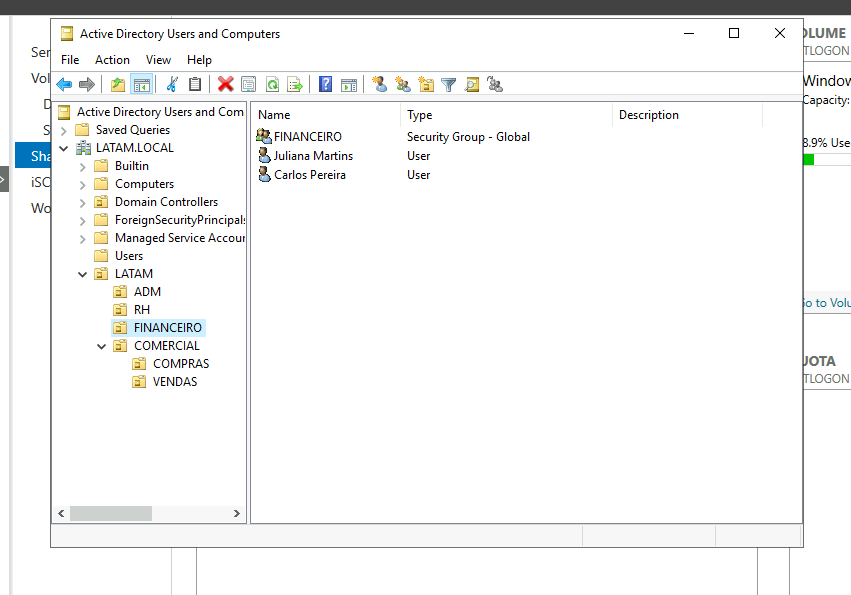 Active Directory Users and Computers
File Action View Help
Active Directory Users and Com
Saved Queries
LATAM.LOCAL
Builtin
Computers
Domain Controllers
ForeignSecurityPrincipals
Managed Service Accour
Users
LATAM
ADM
RH
FINANCEIRO
COMERCIAL
COMPRAS
VENDAS
Name Type Description
FINANCEIRO Security Group - Global
Juliana Martins User
Carlos Pereira User
Ser
Vol
D
S
Sha
iSC
Wo
OLUME
TLOGON
Window
Capacity:
8.9% Use
Go to Volu
UOTA
TLOGON